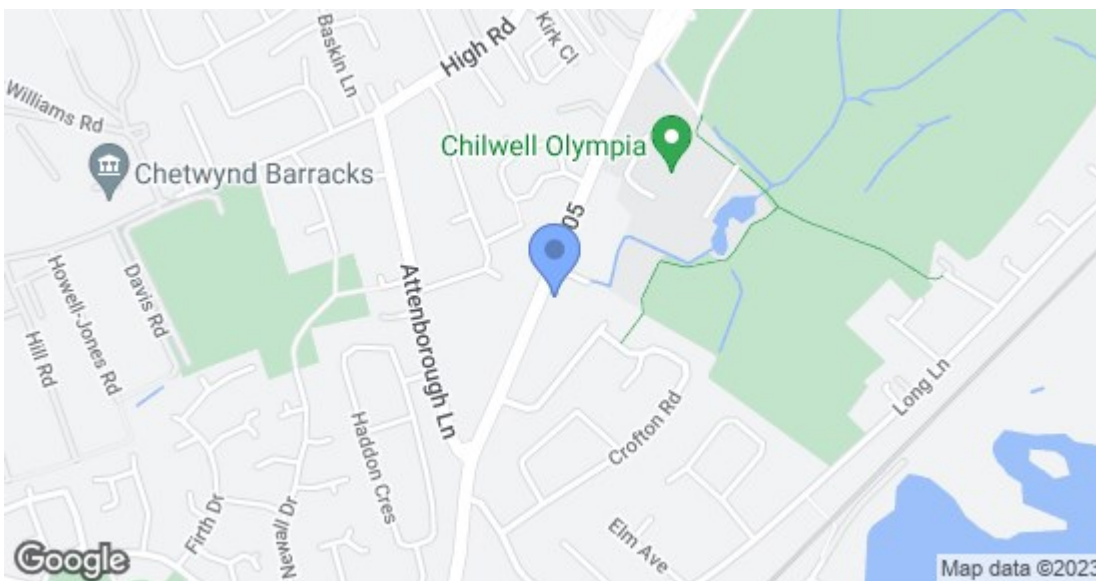 Baskin Ln
High Rd
Kirk Cl
Williams Rd
Chilwell Olympia
Chetwynd Barracks
05
Davis Rd
Howell-Jones Rd
Hill Rd
Attenborough Ln
Haddon Cres
Long Ln
Crofton Rd
Firth Dr
Newall Dr
Elm Ave
Google
Map data ©2023